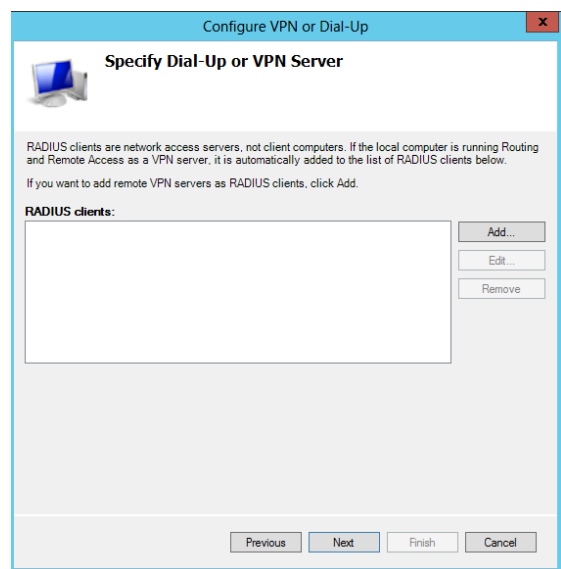 Configure VPN or Dial-Up
x
Specify Dial-Up or VPN Server
RADIUS clients are network access servers, not client computers. If the local computer is running Routing
and Remote Access as a VPN server, it is automatically added to the list of RADIUS clients below.
If you want to add remote VPN servers as RADIUS clients, click Add.
RADIUS clients:
Add...
Edit...
Remove
Previous Next Finish Cancel